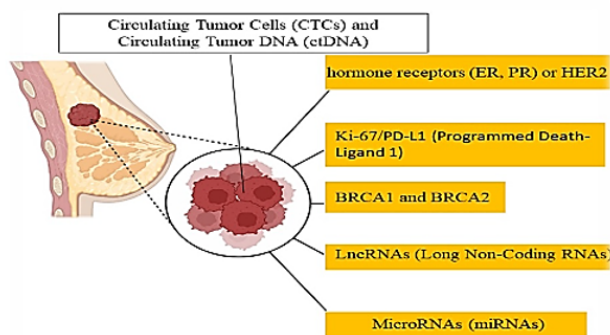 Circulating Tumor Cells (CTCs) and
Circulating Tumor DNA (ctDNA)
hormone receptors (ER, PR) or HER2
Ki-67/PD-L1 (Programmed Death-
Ligand 1)
BRCA1 and BRCA2
LncRNAs (Long Non-Coding RNAs)
MicroRNAs (miRNAs)